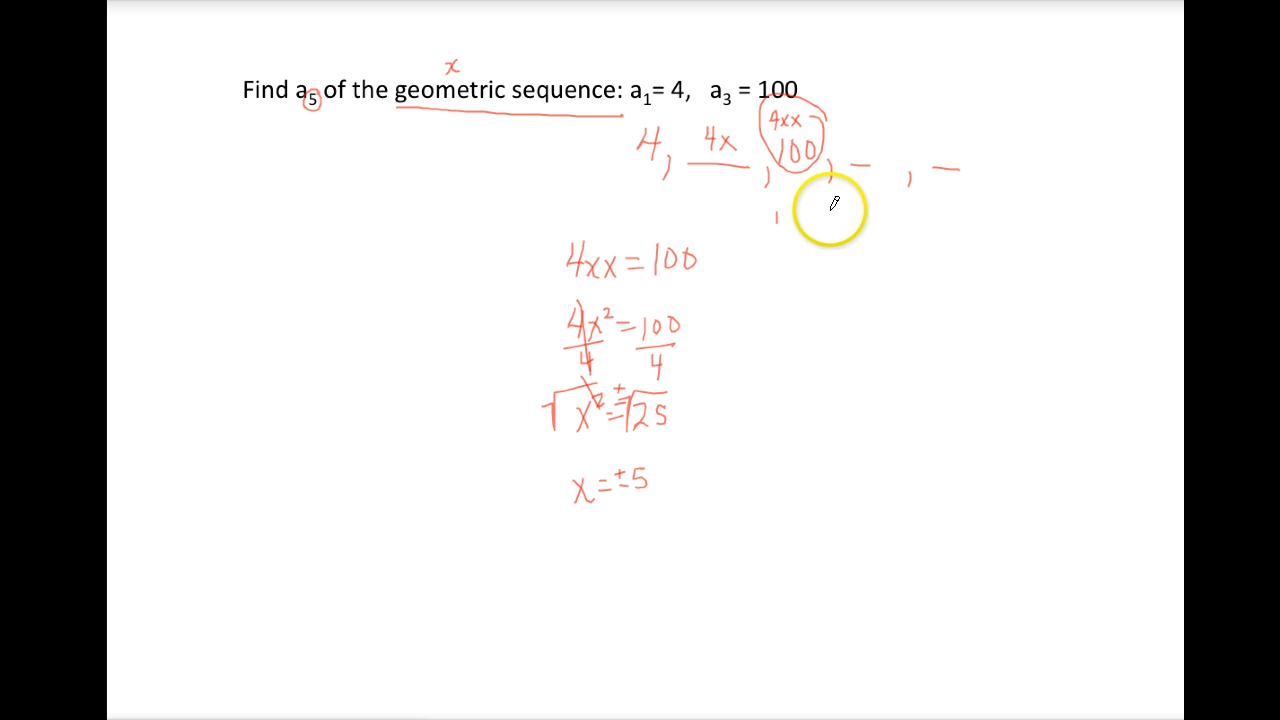 x
Find a5 of the geometric sequence: a1= 4, a3 = 100
4, 4x, 4xx 100, _, _
4xx = 100
4x² = 100
4 4
√x² = ±√25
x = ±5